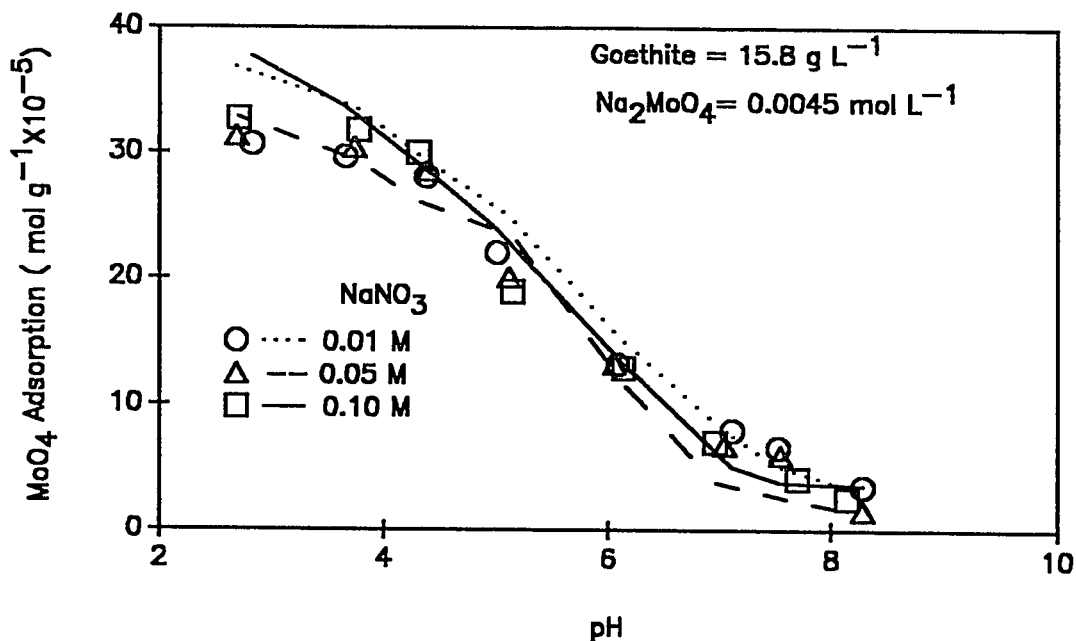 MoO₄ Adsorption ( mol g⁻¹X10⁻⁵)
40
30
20
10
0
Goethite = 15.8 g L⁻¹
Na₂MoO₄= 0.0045 mol L⁻¹
NaNO₃
0.01 M
0.05 M
0.10 M
2 4 6 8 10
pH